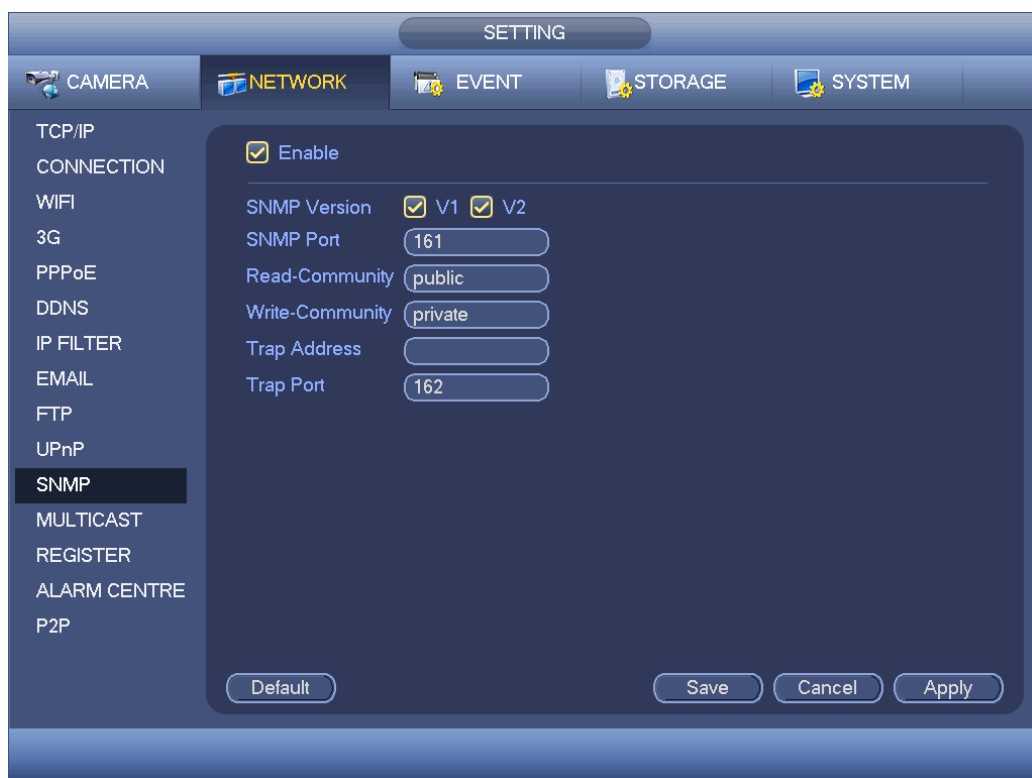 SETTING
CAMERA NETWORK EVENT STORAGE SYSTEM
TCP/IP
CONNECTION
WIFI
3G
PPPoE
DDNS
IP FILTER
EMAIL
FTP
UPnP
SNMP
MULTICAST
REGISTER
ALARM CENTRE
P2P
Enable
SNMP Version V1 V2
SNMP Port 161
Read-Community public
Write-Community private
Trap Address
Trap Port 162
Default Save Cancel Apply